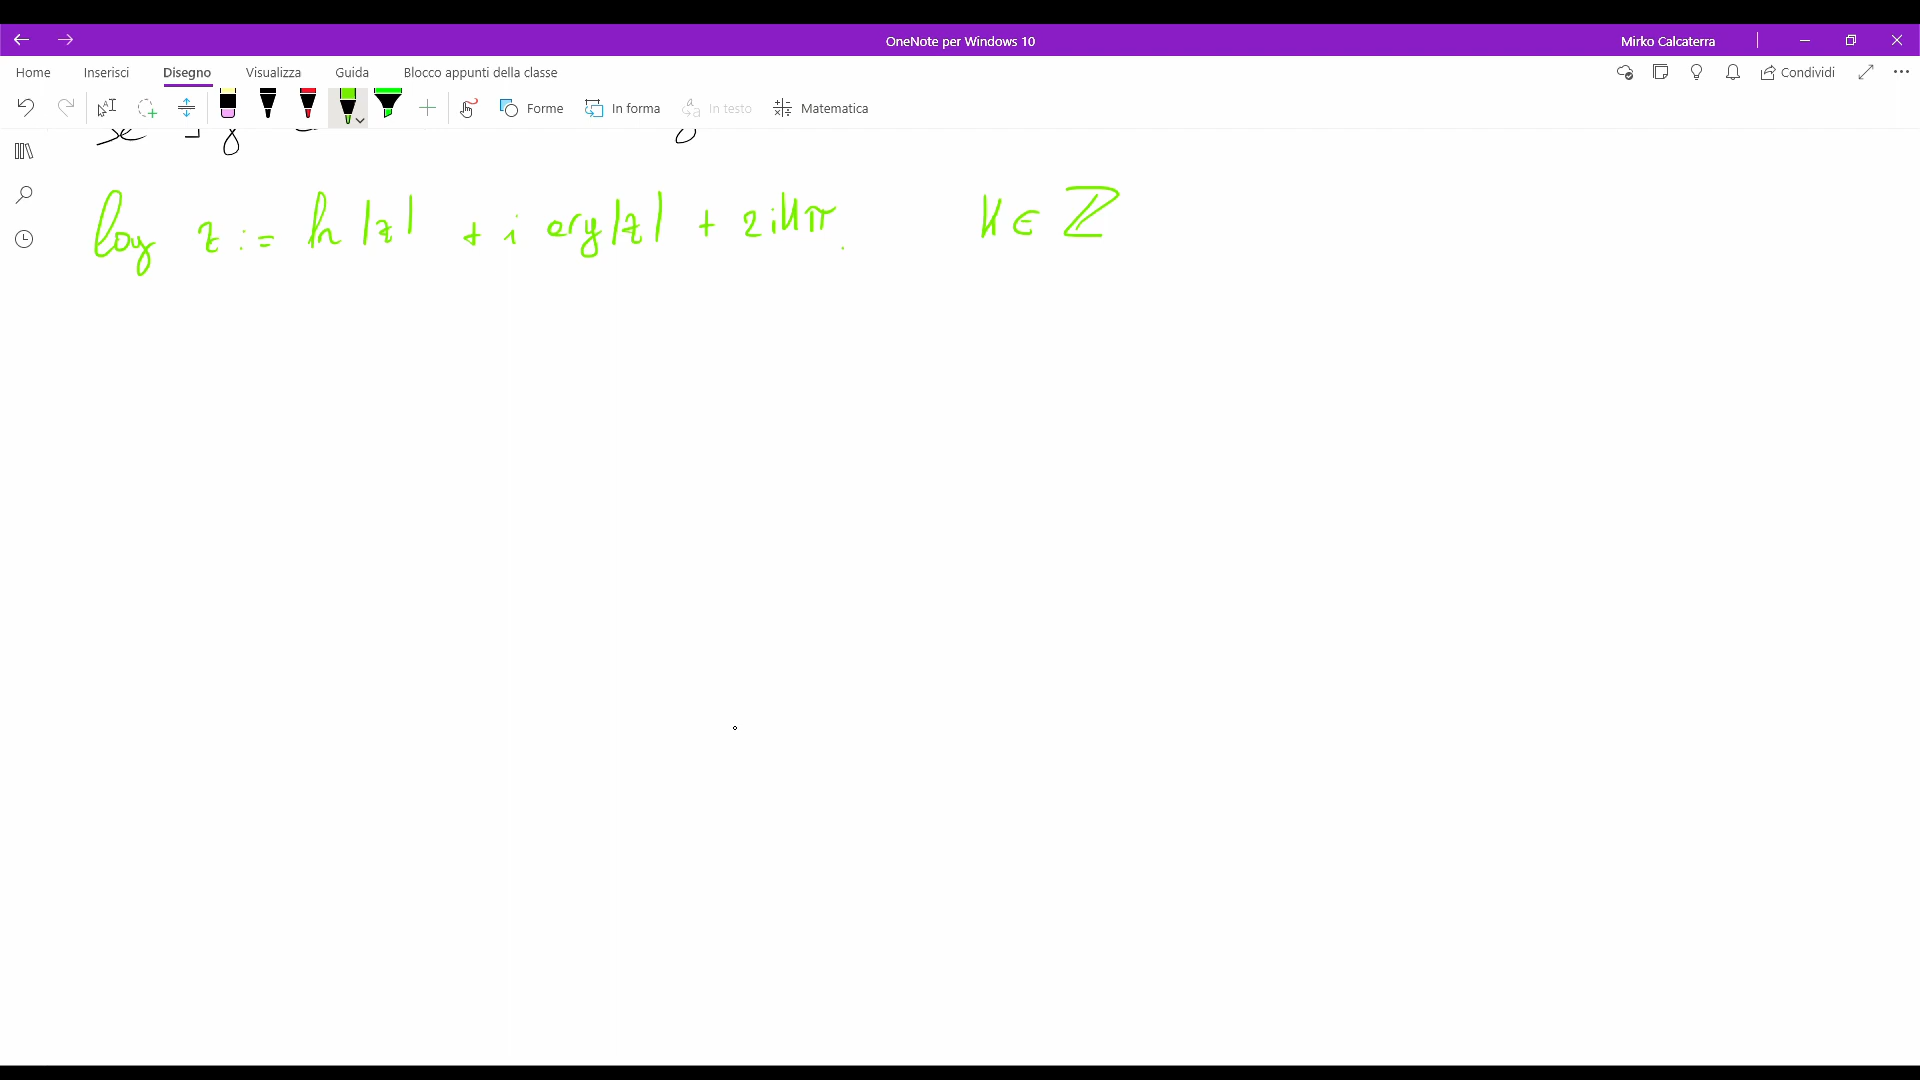 OneNote per Windows 10
Mirko Calcaterra
Home Inserisci Disegno Visualizza Guida Blocco appunti della classe
Condividi
Forme In forma In testo Matematica
log z := ln |z| + i arg|z| + 2ikπ. k ∈ ℤ